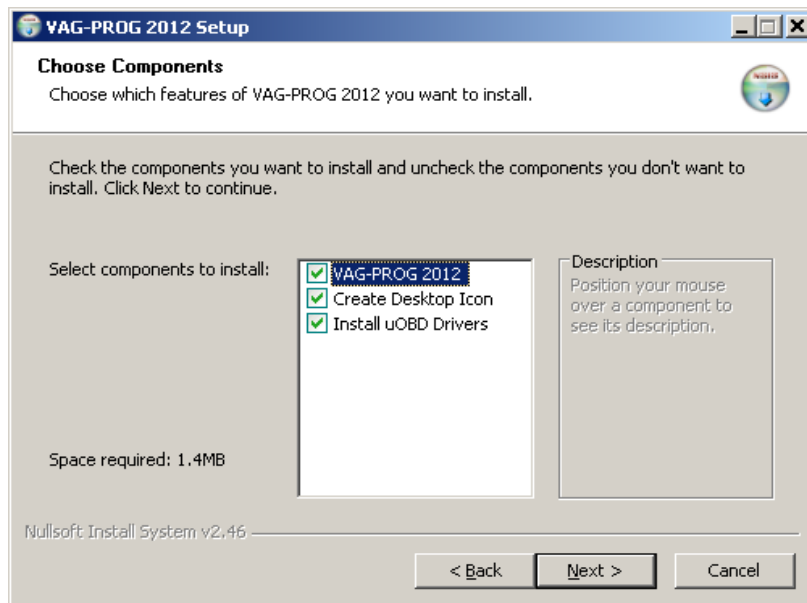 VAG-PROG 2012 Setup
Choose Components
Choose which features of VAG-PROG 2012 you want to install.
NSIS
Check the components you want to install and uncheck the components you don't want to
install. Click Next to continue.
Select components to install:
VAG-PROG 2012
Create Desktop Icon
Install uOBD Drivers
Description
Position your mouse
over a component to
see its description.
Space required: 1.4MB
Nullsoft Install System v2.46
< Back
Next >
Cancel